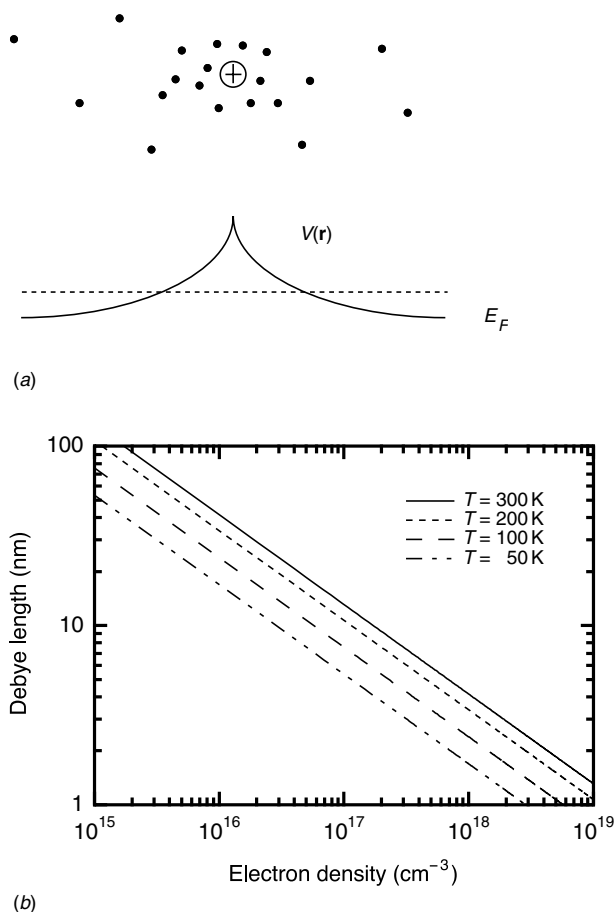 +
V(r)
E_F
(a)
100
10
1
Debye length (nm)
T = 300 K
T = 200 K
T = 100 K
T = 50 K
10^15 10^16 10^17 10^18 10^19
Electron density (cm^−3)
(b)